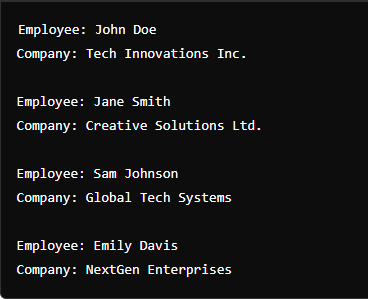 Employee: John Doe
Company: Tech Innovations Inc.
Employee: Jane Smith
Company: Creative Solutions Ltd.
Employee: Sam Johnson
Company: Global Tech Systems
Employee: Emily Davis
Company: NextGen Enterprises